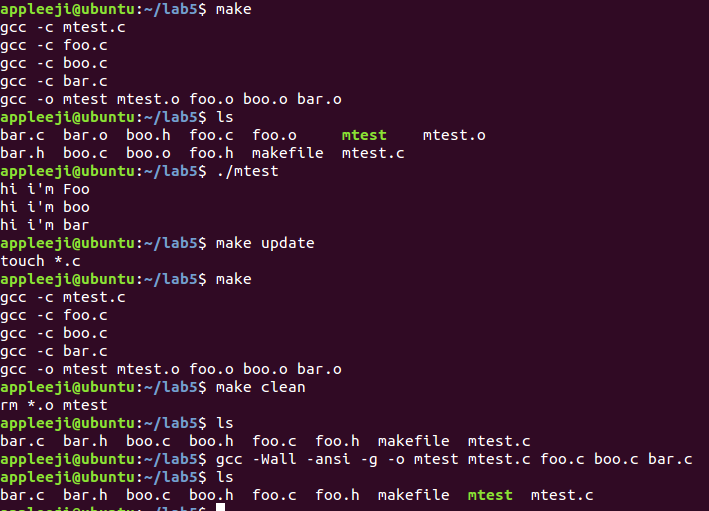 appleeji@ubuntu:~/lab5$ make
gcc -c mtest.c
gcc -c foo.c
gcc -c boo.c
gcc -c bar.c
gcc -o mtest mtest.o foo.o boo.o bar.o
appleeji@ubuntu:~/lab5$ ls
bar.c  bar.o  boo.h  foo.c  foo.o     mtest    mtest.o
bar.h  boo.c  boo.o  foo.h  makefile  mtest.c
appleeji@ubuntu:~/lab5$ ./mtest
hi i'm Foo
hi i'm boo
hi i'm bar
appleeji@ubuntu:~/lab5$ make update
touch *.c
appleeji@ubuntu:~/lab5$ make
gcc -c mtest.c
gcc -c foo.c
gcc -c boo.c
gcc -c bar.c
gcc -o mtest mtest.o foo.o boo.o bar.o
appleeji@ubuntu:~/lab5$ make clean
rm *.o mtest
appleeji@ubuntu:~/lab5$ ls
bar.c  bar.h  boo.c  boo.h  foo.c  foo.h  makefile  mtest.c
appleeji@ubuntu:~/lab5$ gcc -Wall -ansi -g -o mtest mtest.c foo.c boo.c bar.c
appleeji@ubuntu:~/lab5$ ls
bar.c  bar.h  boo.c  boo.h  foo.c  foo.h  makefile  mtest  mtest.c
appleeji@ubuntu:~/lab5$